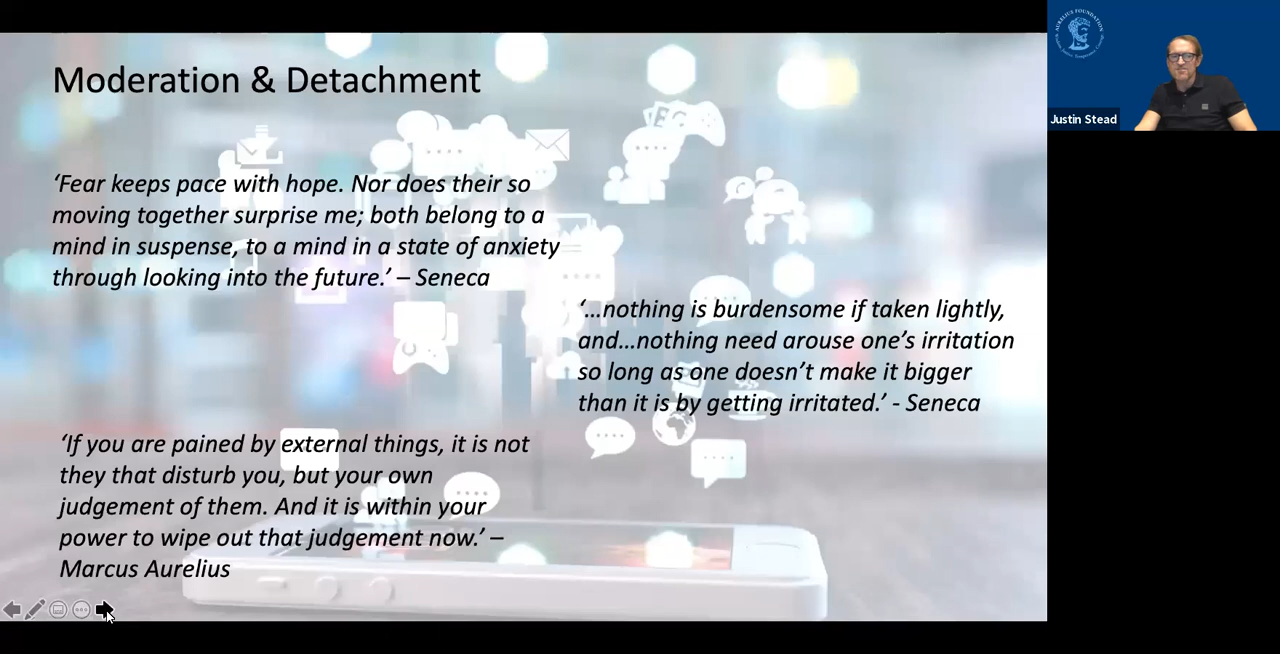 Moderation & Detachment
‘Fear keeps pace with hope. Nor does their so
moving together surprise me; both belong to a
mind in suspense, to a mind in a state of anxiety
through looking into the future.’ – Seneca
‘…nothing is burdensome if taken lightly,
and…nothing need arouse one’s irritation
so long as one doesn’t make it bigger
than it is by getting irritated.’ - Seneca
‘If you are pained by external things, it is not
they that disturb you, but your own
judgement of them. And it is within your
power to wipe out that judgement now.’ –
Marcus Aurelius
AURELIUS FOUNDATION
Justin Stead